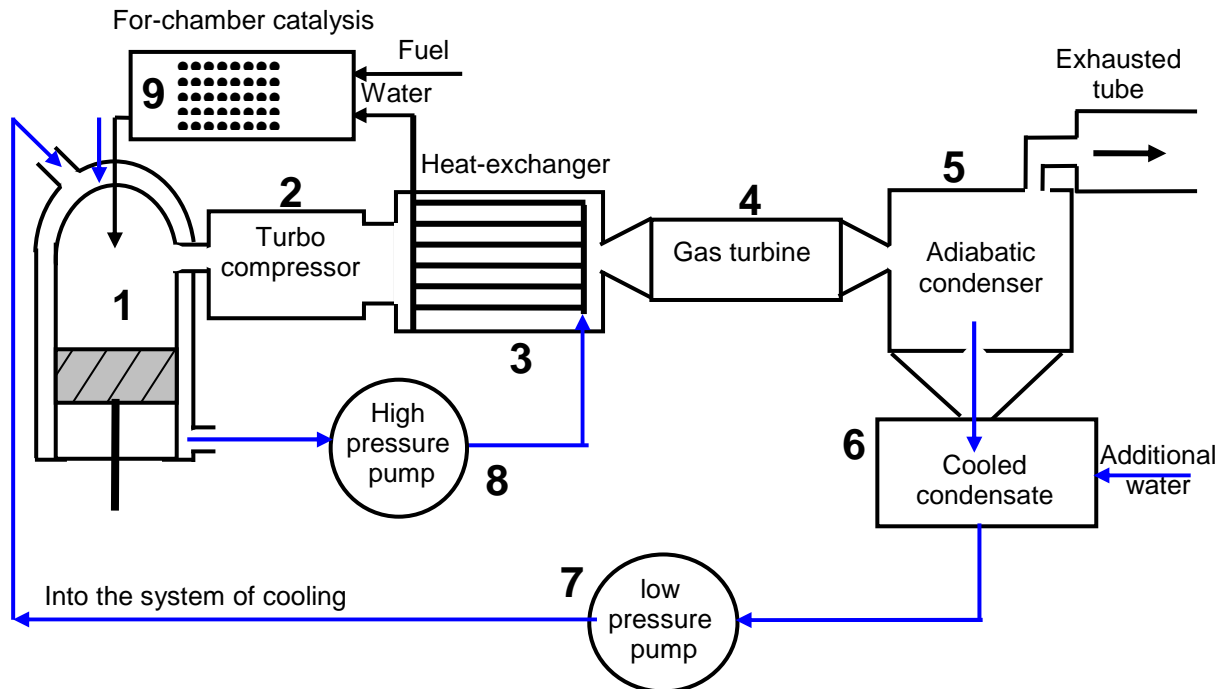 For-chamber catalysis
Fuel
Water
9
Exhausted
tube
Heat-exchanger
5
2
4
Turbo
compressor
Gas turbine
Adiabatic
condenser
1
3
High
pressure
pump
8
6
Cooled
condensate
Additional
water
7
Into the system of cooling
low
pressure
pump